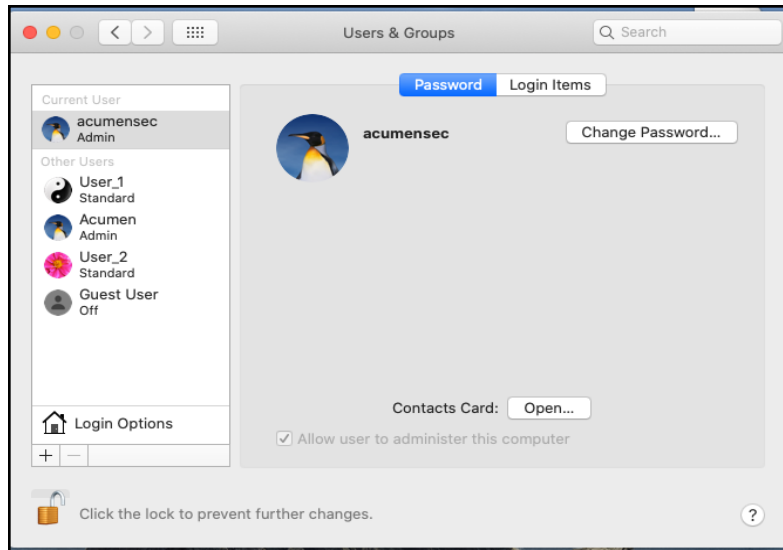 Users & Groups
Search
Password
Login Items
Current User
acumensec
Admin
Other Users
User_1
Standard
Acumen
Admin
User_2
Standard
Guest User
Off
Login Options
+
−
acumensec
Change Password...
Contacts Card:
Open...
Allow user to administer this computer
Click the lock to prevent further changes.
?